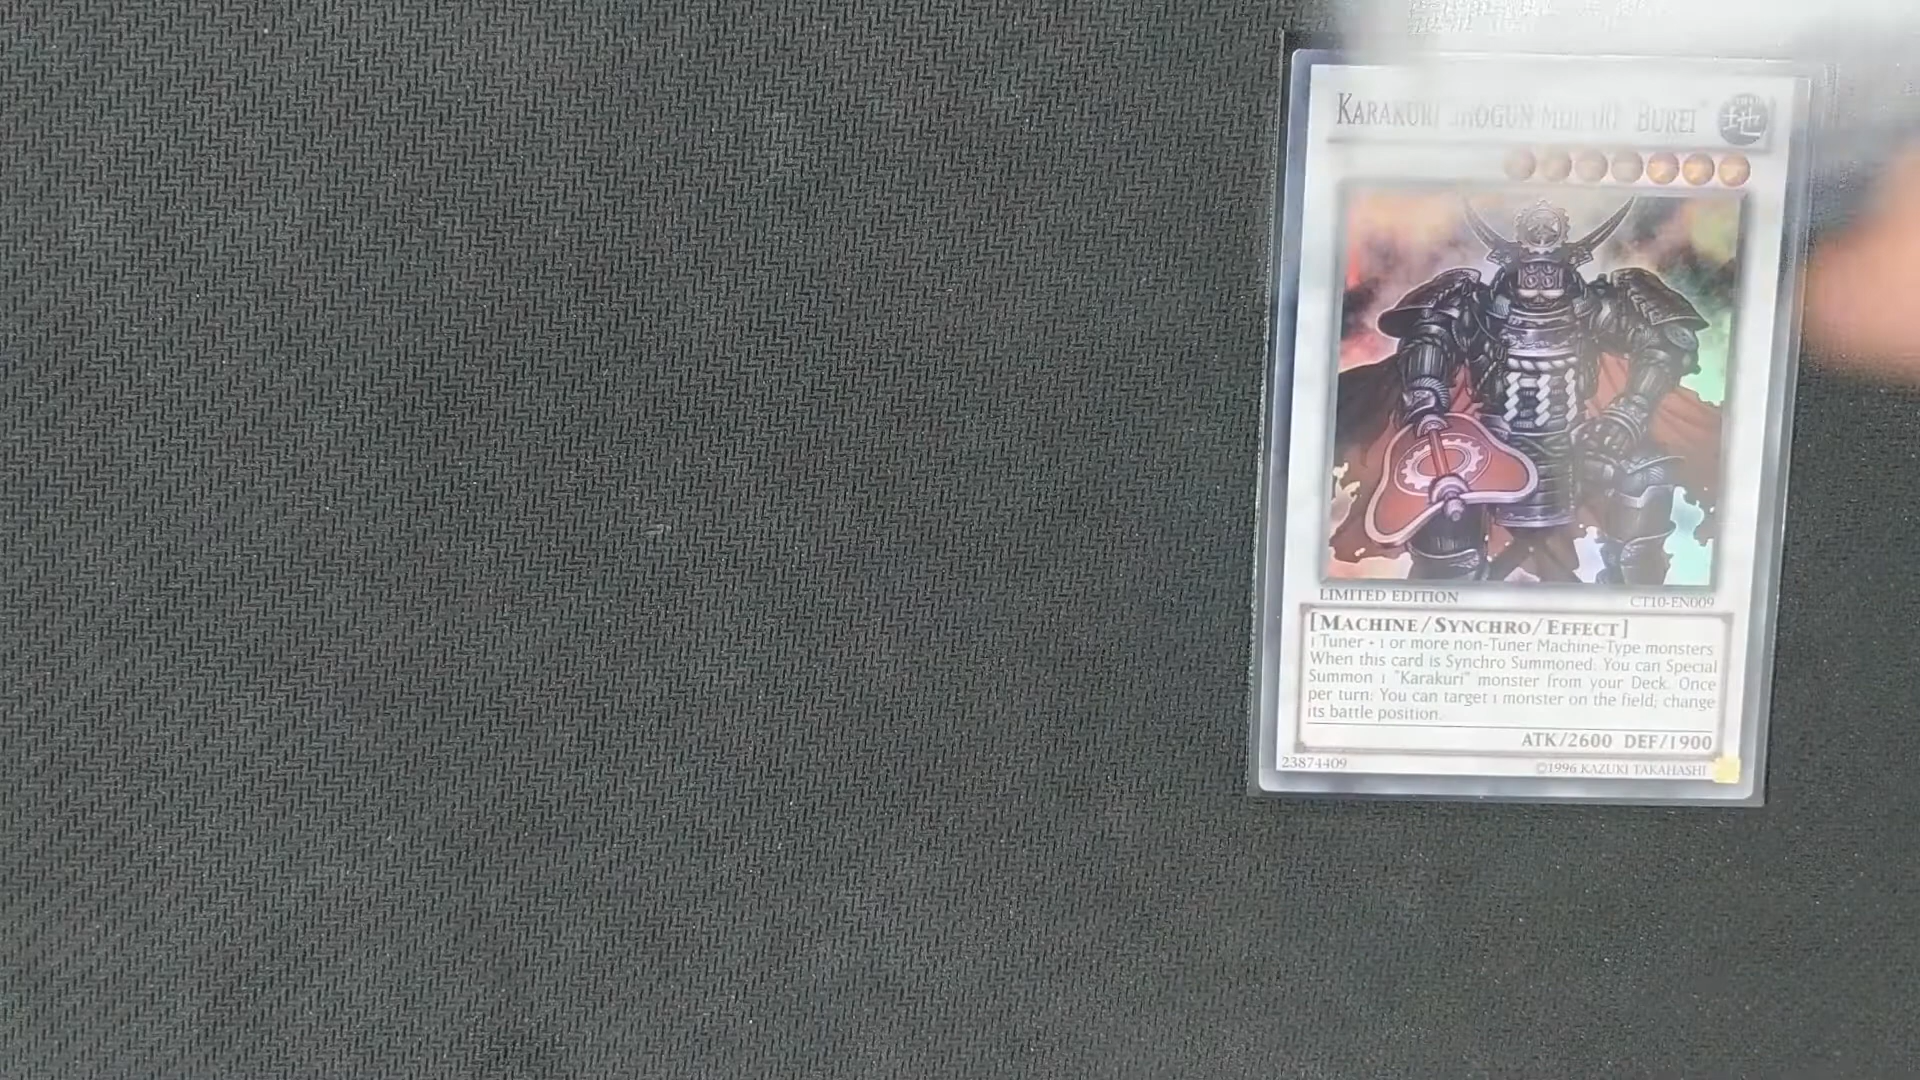 KARAKURI SHOGUN "BUREI"
地
LIMITED EDITION
CT10-EN009
[MACHINE/SYNCHRO/EFFECT]
1 Tuner + 1 or more non-Tuner Machine-Type monsters
When this card is Synchro Summoned: You can Special
Summon 1 "Karakuri" monster from your Deck. Once
per turn: You can target 1 monster on the field; change
its battle position.
ATK/2600 DEF/1900
23874409
©1996 KAZUKI TAKAHASHI